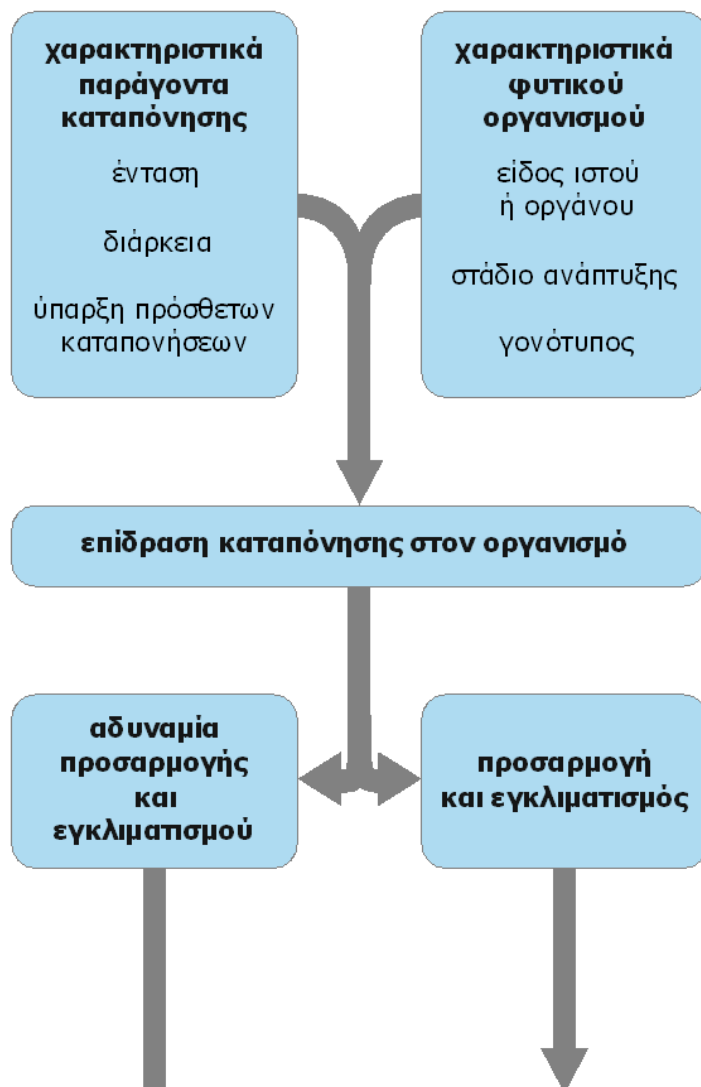 χαρακτηριστικά
παράγοντα
καταπόνησης
ένταση
διάρκεια
ύπαρξη πρόσθετων
καταπονήσεων
χαρακτηριστικά
φυτικού
οργανισμού
είδος ιστού
ή οργάνου
στάδιο ανάπτυξης
γονότυπος
επίδραση καταπόνησης στον οργανισμό
αδυναμία
προσαρμογής
και
εγκλιματισμού
προσαρμογή
και εγκλιματισμός